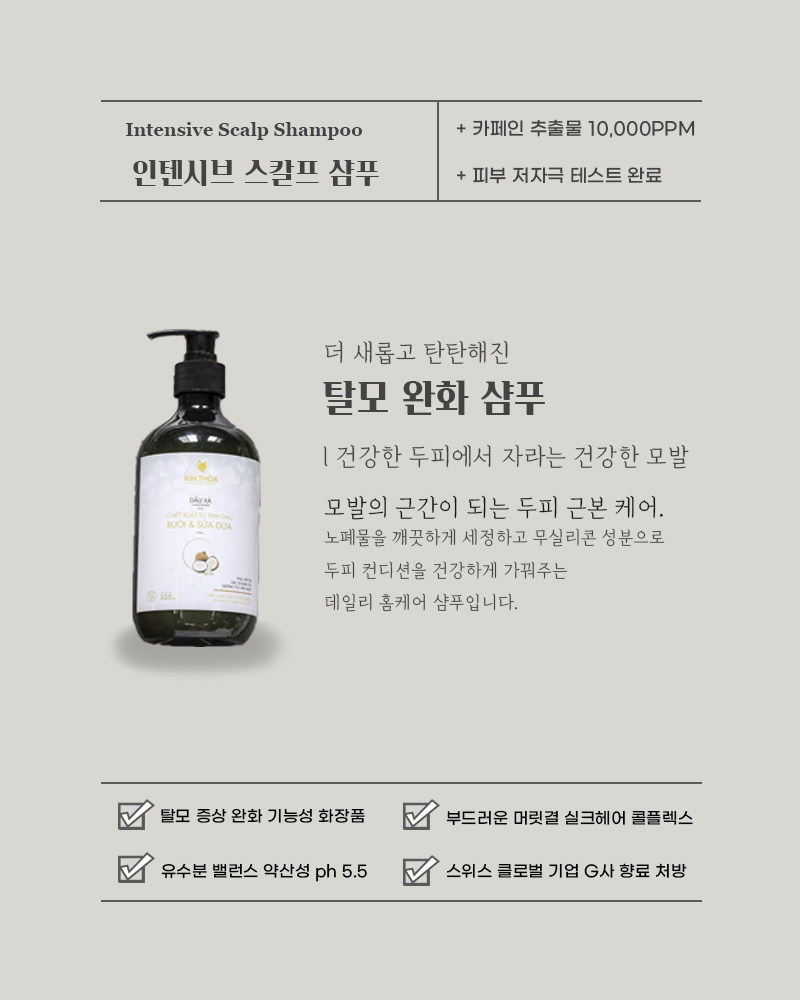 Intensive Scalp Shampoo
인텐시브 스칼프 샴푸
+ 카페인 추출물 10,000PPM
+ 피부 저자극 테스트 완료
더 새롭고 탄탄해진
탈모 완화 샴푸
l 건강한 두피에서 자라는 건강한 모발
모발의 근간이 되는 두피 근본 케어.
노폐물을 깨끗하게 세정하고 무실리콘 성분으로
두피 컨디션을 건강하게 가꿔주는
데일리 홈케어 샴푸입니다.
KIM THOA
DẦU XẢ
CHIẾT XUẤT TỪ TINH DẦU
BƯỞI & SỮA DỪA
탈모 증상 완화 기능성 화장품
부드러운 머릿결 실크헤어 콜플렉스
유수분 밸런스 약산성 ph 5.5
스위스 클로벌 기업 G사 향료 처방